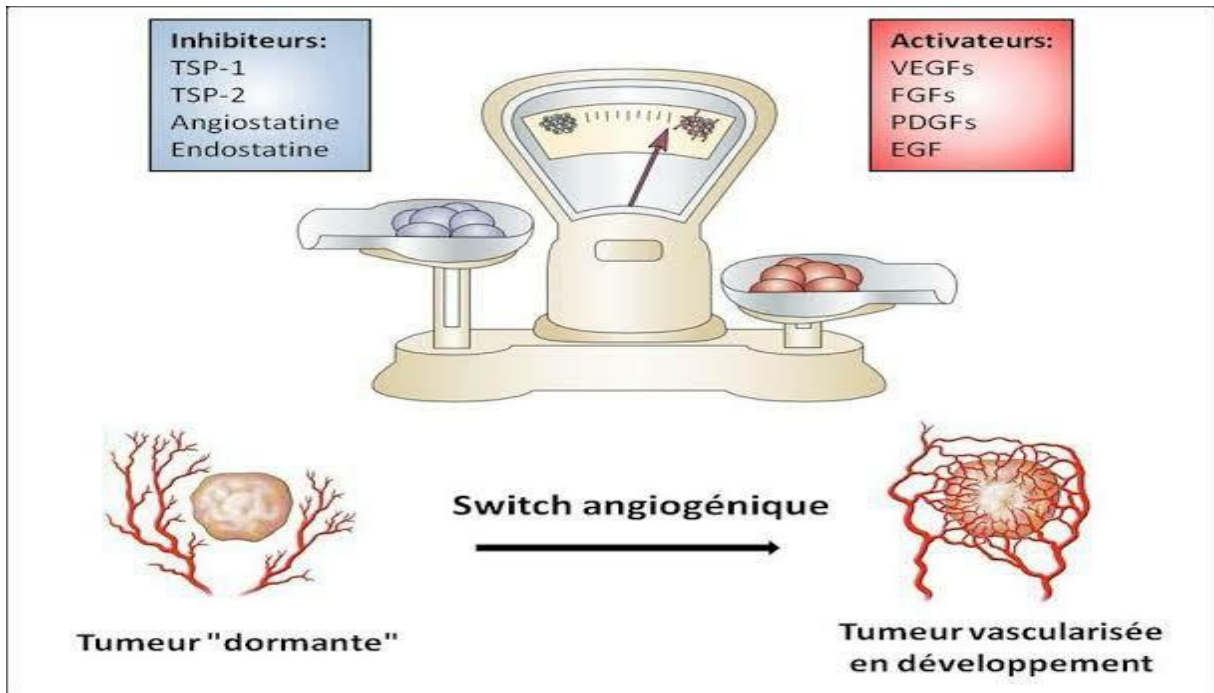 Inhibiteurs:
TSP-1
TSP-2
Angiostatine
Endostatine
Activateurs:
VEGFs
FGFs
PDGFs
EGF
Switch angiogénique
Tumeur "dormante"
Tumeur vascularisée
en développement